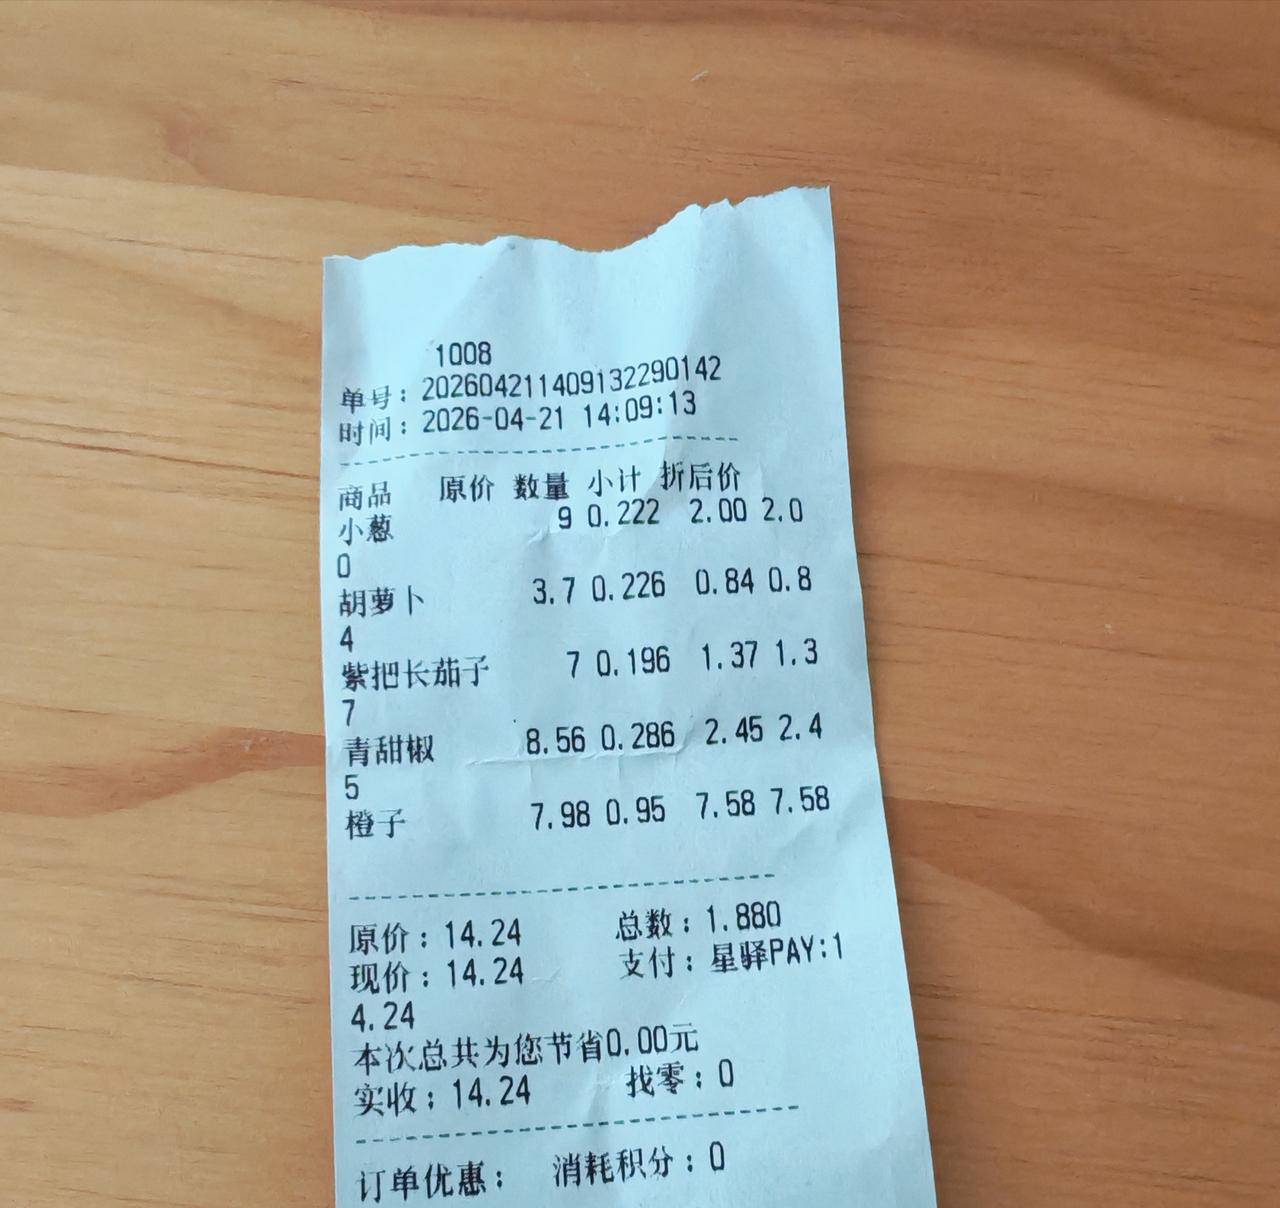 1008
单号：202604211409132290142
时间：2026-04-21 14:09:13
商品 原价 数量 小计 折后价
小葱 9 0.222 2.00 2.0
0
胡萝卜 3.7 0.226 0.84 0.8
4
紫把长茄子 7 0.196 1.37 1.3
7
青甜椒 8.56 0.286 2.45 2.4
5
橙子 7.98 0.95 7.58 7.58
原价：14.24 总数：1.880
现价：14.24 支付：星驿PAY:1
4.24
本次总共为您节省0.00元
实收：14.24 找零：0
订单优惠： 消耗积分：0